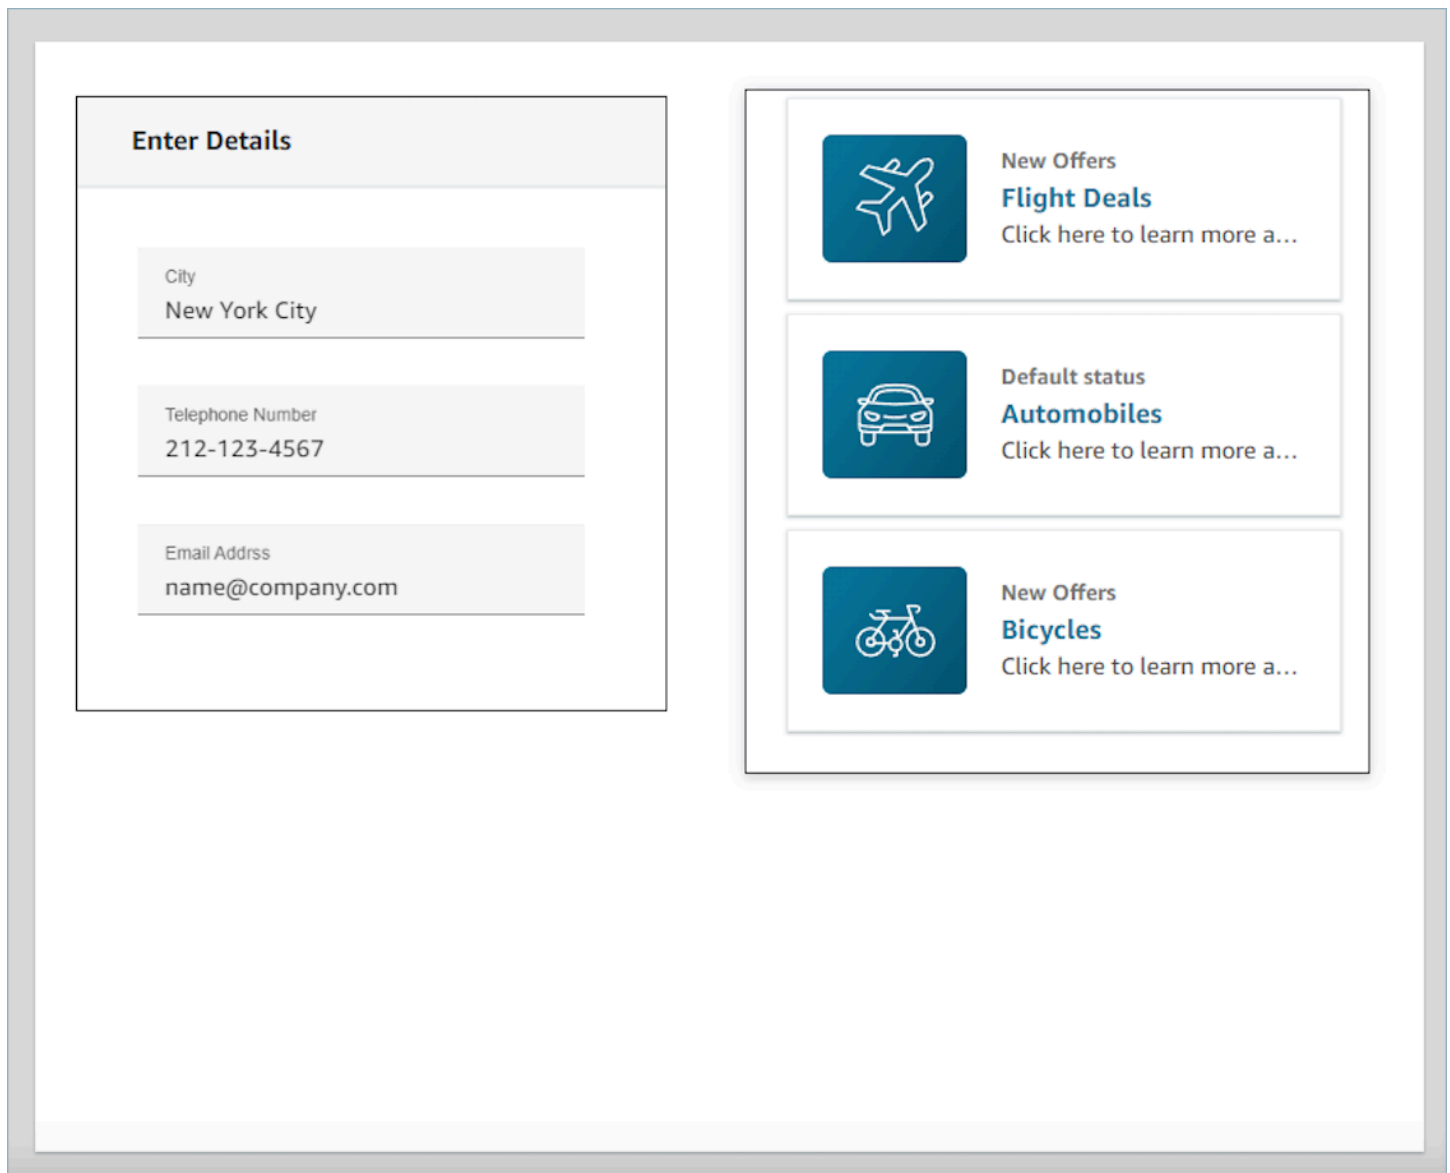 Enter Details
City
New York City
Telephone Number
212-123-4567
Email Addrss
name@company.com
New Offers
Flight Deals
Click here to learn more a...
Default status
Automobiles
Click here to learn more a...
New Offers
Bicycles
Click here to learn more a...